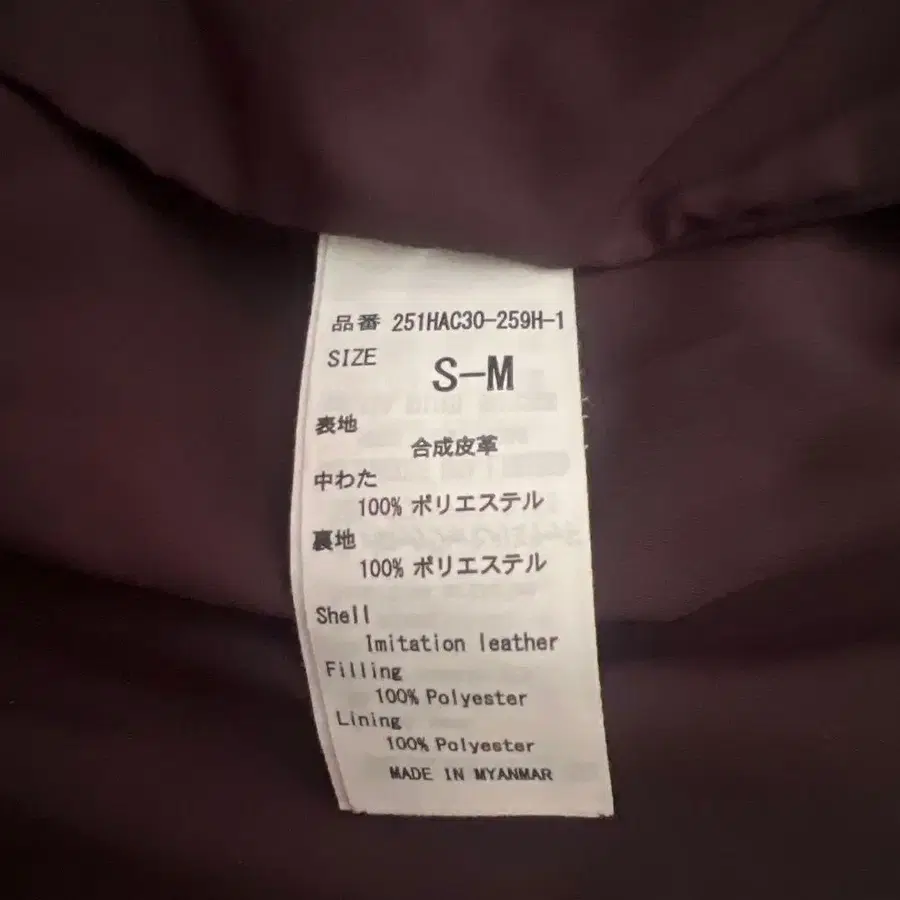 品番 251HAC30-259H-1
SIZE
S-M
表地
合成皮革
中わた
100% ポリエステル
裏地
100% ポリエステル
Shell
Imitation leather
Filling
100% Polyester
Lining
100% Polyester
MADE IN MYANMAR